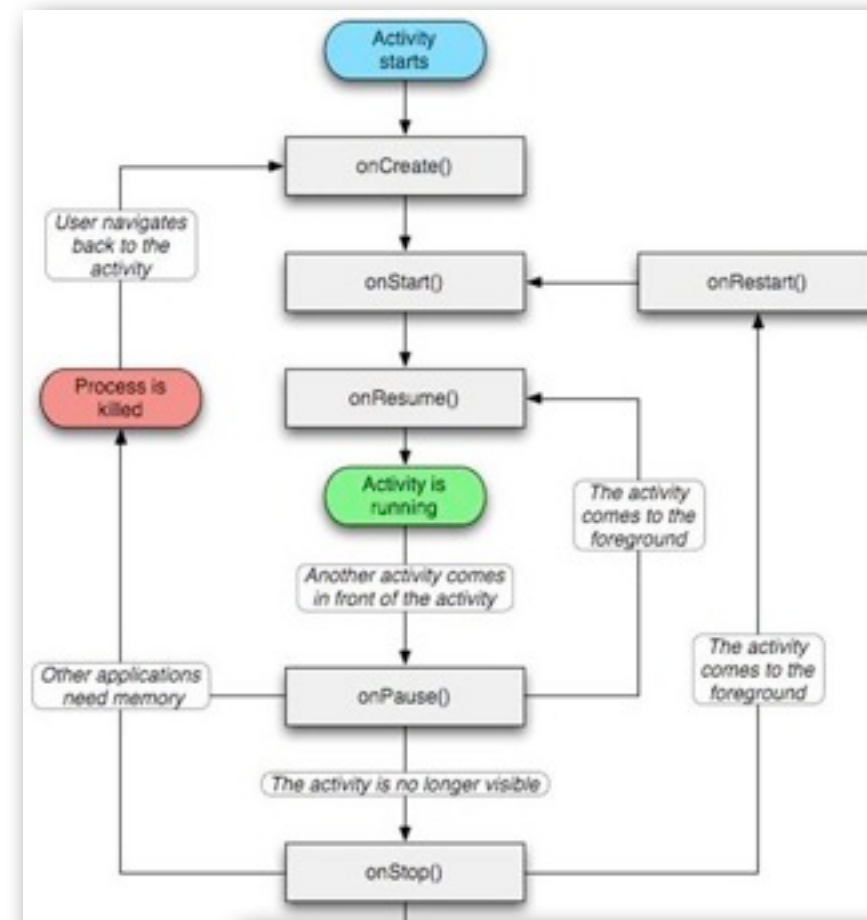 Activity
starts
onCreate()
User navigates
back to the
activity
onStart()
onRestart()
Process is
killed
onResume()
Activity is
running
The activity
comes to the
foreground
Another activity comes
in front of the activity
The activity
comes to the
foreground
Other applications
need memory
onPause()
The activity is no longer visible
onStop()